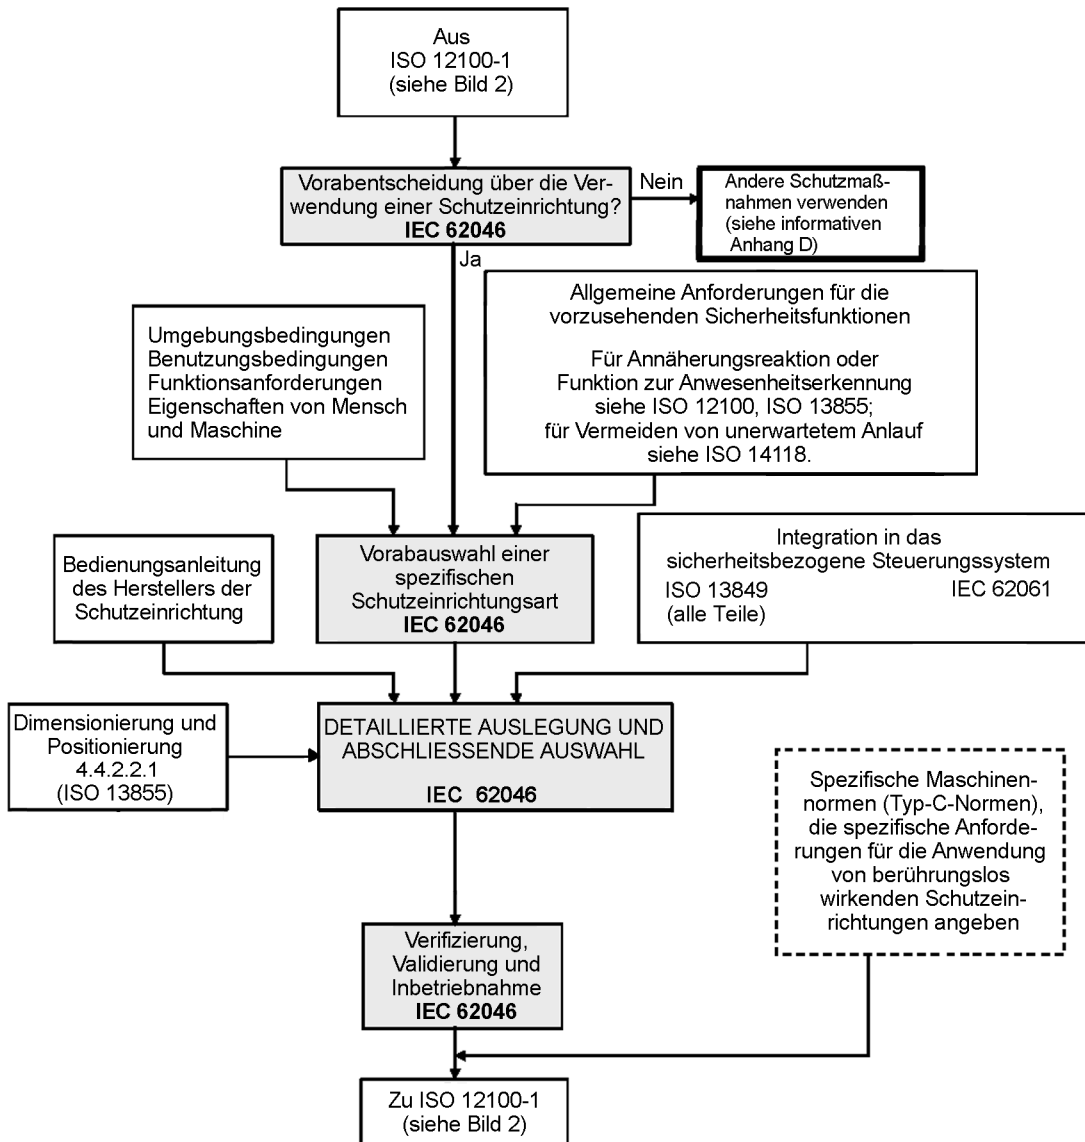 Aus
ISO 12100-1
(siehe Bild 2)
Vorabentscheidung über die Ver-
wendung einer Schutzeinrichtung?
IEC 62046
Nein
Andere Schutzmaß-
nahmen verwenden
(siehe informativen
Anhang D)
Ja
Umgebungsbedingungen
Benutzungsbedingungen
Funktionsanforderungen
Eigenschaften von Mensch
und Maschine
Allgemeine Anforderungen für die
vorzusehenden Sicherheitsfunktionen
Für Annäherungsreaktion oder
Funktion zur Anwesenheitserkennung
siehe ISO 12100, ISO 13855;
für Vermeiden von unerwartetem Anlauf
siehe ISO 14118.
Bedienungsanleitung
des Herstellers der
Schutzeinrichtung
Vorabauswahl einer
spezifischen
Schutzeinrichtungsart
IEC 62046
Integration in das
sicherheitsbezogene Steuerungssystem
ISO 13849 IEC 62061
(alle Teile)
Dimensionierung und
Positionierung
4.4.2.2.1
(ISO 13855)
DETAILLIERTE AUSLEGUNG UND
ABSCHLIESSENDE AUSWAHL
IEC 62046
Spezifische Maschinen-
normen (Typ-C-Normen),
die spezifische Anforde-
rungen für die Anwendung
von berührungslos
wirkenden Schutzein-
richtungen angeben
Verifizierung,
Validierung und
Inbetriebnahme
IEC 62046
Zu ISO 12100-1
(siehe Bild 2)